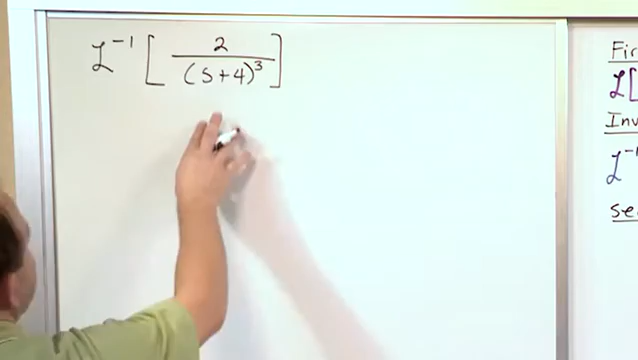 ℒ⁻¹ [ 2 / (s+4)³ ]
Fir
ℒ[
Inv
ℒ⁻¹
se